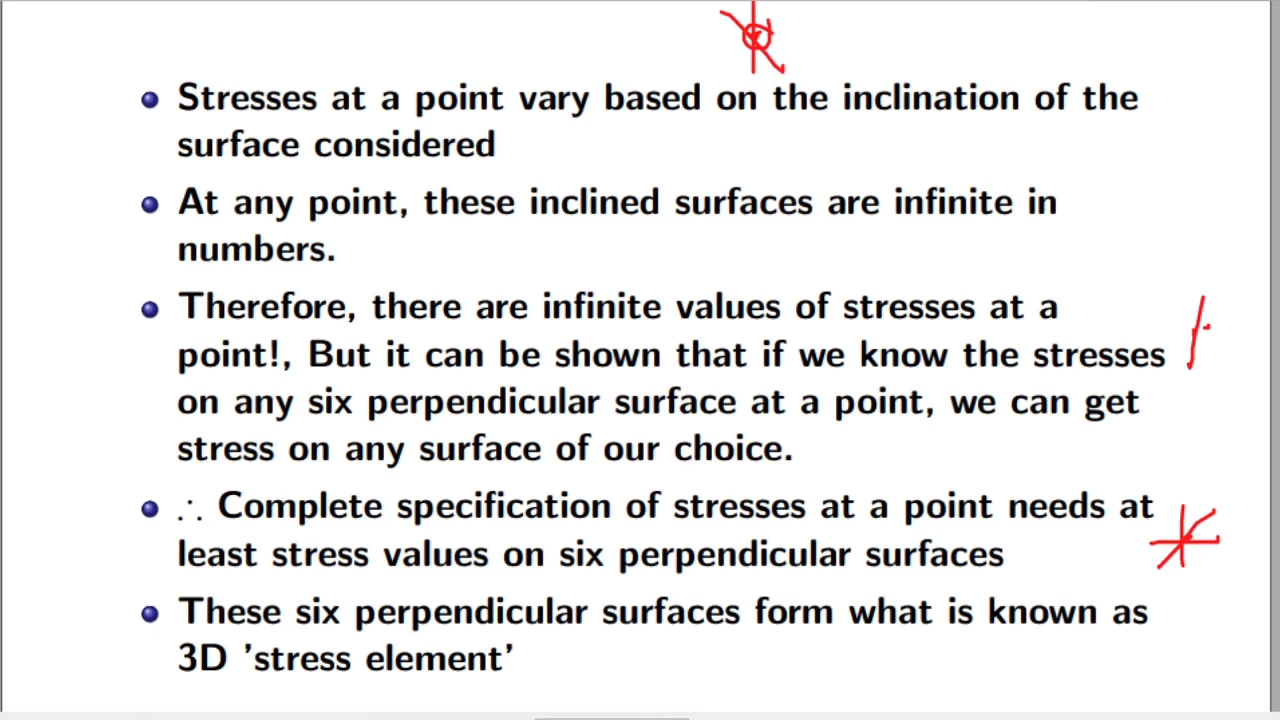 Stresses at a point vary based on the inclination of the
surface considered
At any point, these inclined surfaces are infinite in
numbers.
Therefore, there are infinite values of stresses at a
point!, But it can be shown that if we know the stresses
on any six perpendicular surface at a point, we can get
stress on any surface of our choice.
∴ Complete specification of stresses at a point needs at
least stress values on six perpendicular surfaces
These six perpendicular surfaces form what is known as
3D 'stress element'